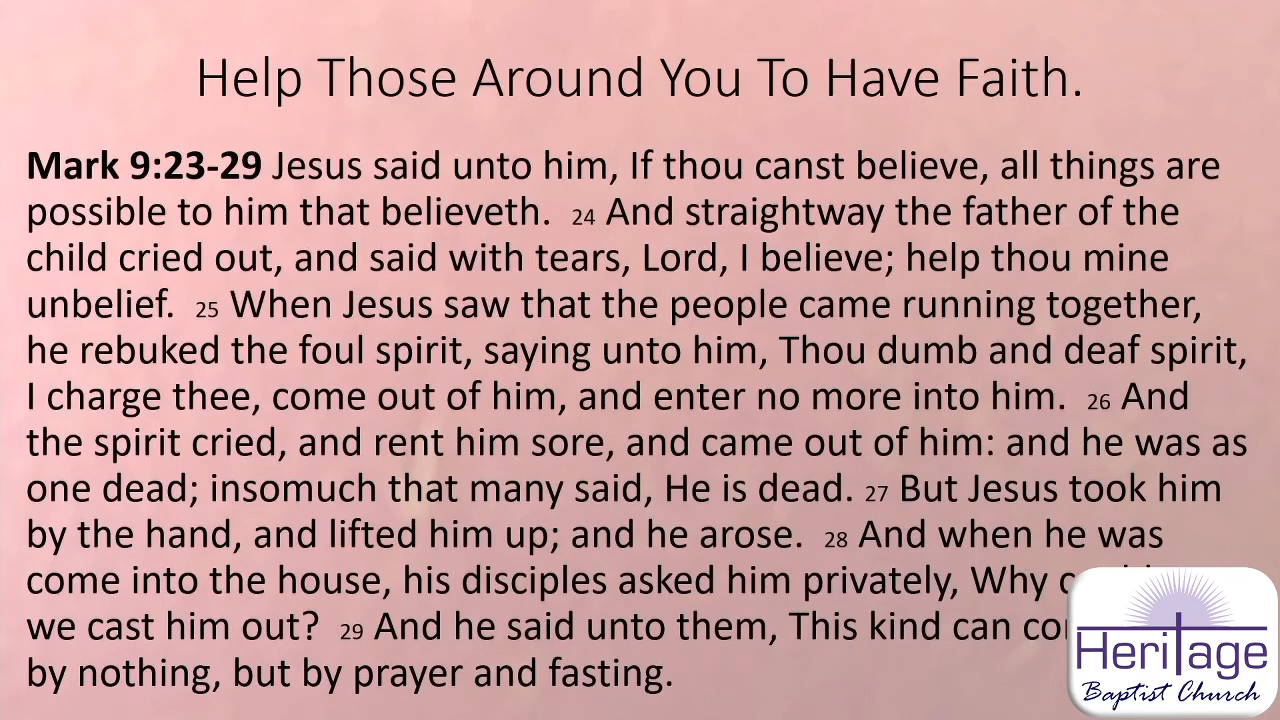 Help Those Around You To Have Faith.
Mark 9:23-29 Jesus said unto him, If thou canst believe, all things are
possible to him that believeth. 24 And straightway the father of the
child cried out, and said with tears, Lord, I believe; help thou mine
unbelief. 25 When Jesus saw that the people came running together,
he rebuked the foul spirit, saying unto him, Thou dumb and deaf spirit,
I charge thee, come out of him, and enter no more into him. 26 And
the spirit cried, and rent him sore, and came out of him: and he was as
one dead; insomuch that many said, He is dead. 27 But Jesus took him
by the hand, and lifted him up; and he arose. 28 And when he was
come into the house, his disciples asked him privately, Why
we cast him out? 29 And he said unto them, This kind can
by nothing, but by prayer and fasting.
Heritage
Baptist Church